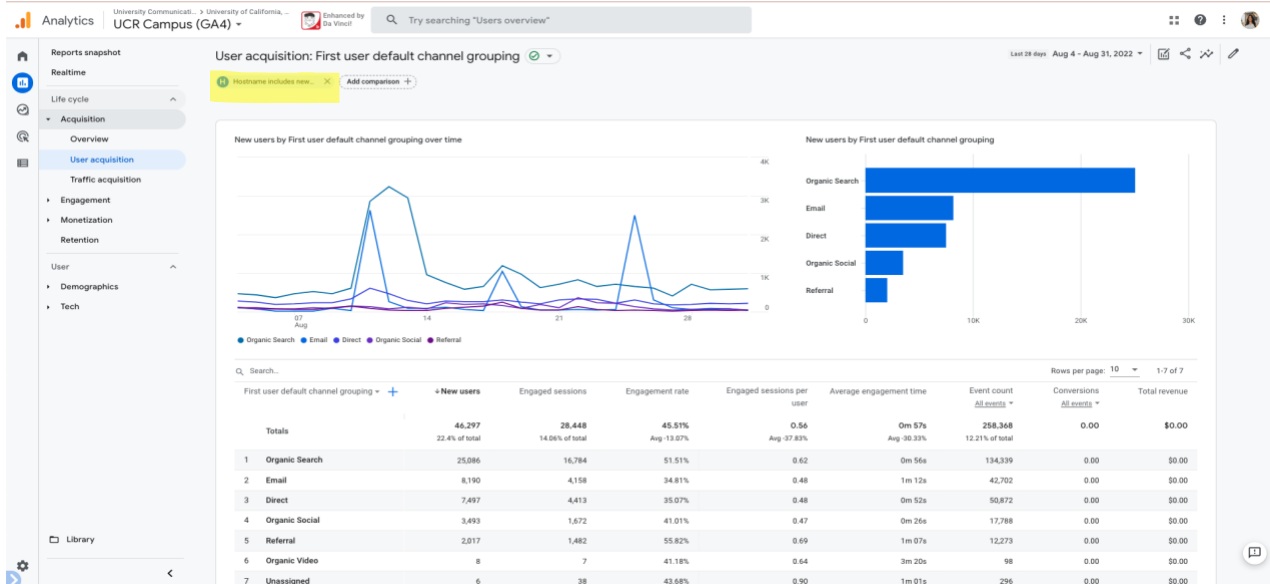 Analytics
University Communicati... > University of California, ...
UCR Campus (GA4)
Enhanced by
Da Vinci!
Try searching "Users overview"
Reports snapshot
Realtime
Life cycle
Acquisition
Overview
User acquisition
Traffic acquisition
Engagement
Monetization
Retention
User
Demographics
Tech
Library
User acquisition: First user default channel grouping
Last 28 days Aug 4 - Aug 31, 2022
H Hostname includes new...
Add comparison +
New users by First user default channel grouping over time
4K
3K
2K
1K
0
07
Aug
14
21
28
Organic Search Email Direct Organic Social Referral
New users by First user default channel grouping
Organic Search
Email
Direct
Organic Social
Referral
0 10K 20K 30K
Search...
Rows per page: 10 1-7 of 7
First user default channel grouping + New users Engaged sessions Engagement rate Engaged sessions per user Average engagement time Event count All events Conversions All events Total revenue
Totals 46,297 28,448 45.51% 0.56 0m 57s 258,368 0.00 $0.00
22.4% of total 14.06% of total Avg -13.07% Avg -37.83% Avg -30.33% 12.21% of total
1 Organic Search 25,086 16,784 51.51% 0.62 0m 56s 134,339 0.00 $0.00
2 Email 8,190 4,158 34.81% 0.48 1m 12s 42,702 0.00 $0.00
3 Direct 7,497 4,413 35.07% 0.48 0m 52s 50,872 0.00 $0.00
4 Organic Social 3,493 1,672 41.01% 0.47 0m 26s 17,788 0.00 $0.00
5 Referral 2,017 1,482 55.82% 0.69 1m 07s 12,273 0.00 $0.00
6 Organic Video 8 7 41.18% 0.64 3m 20s 98 0.00 $0.00
7 Unassigned 6 38 43.68% 0.90 1m 01s 296 0.00 $0.00